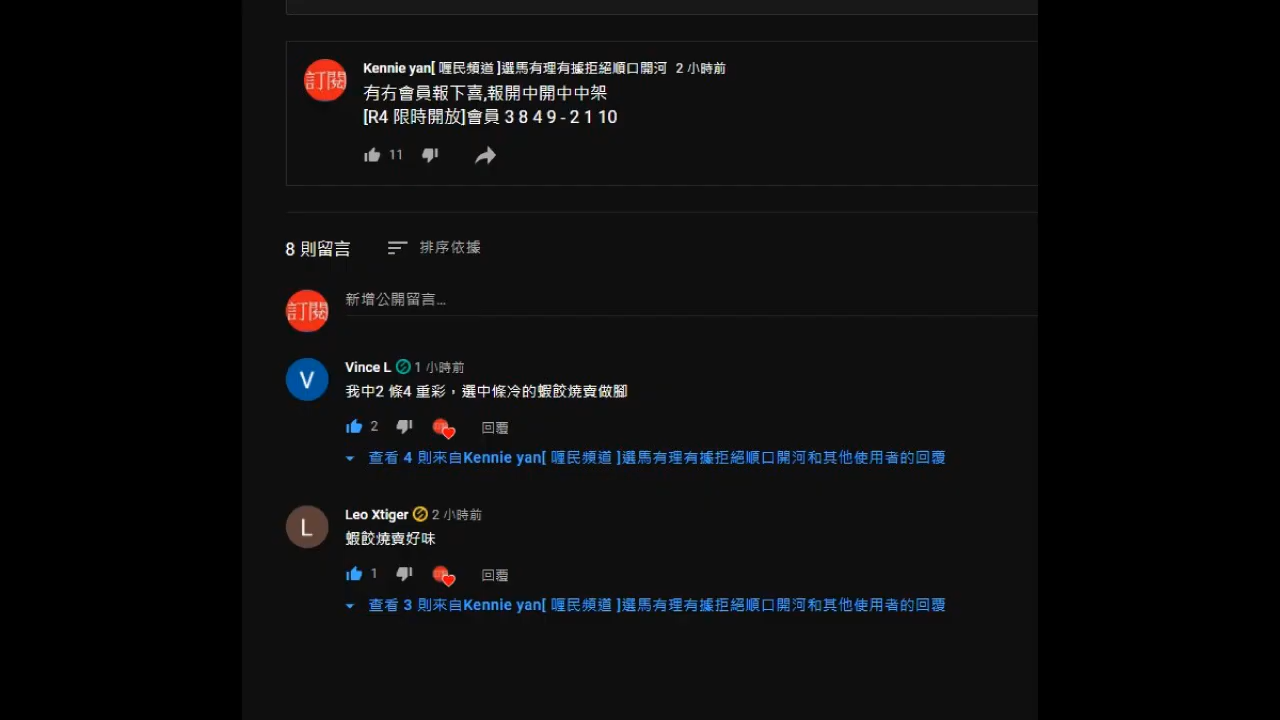 訂閱
Kennie yan[ 喱民頻道 ]選馬有理有據拒絕順口開河 2 小時前
有冇會員報下喜,報開中開中中架
[R4 限時開放]會員 3 8 4 9 - 2 1 10
11
8 則留言 排序依據
訂閱
新增公開留言...
V
Vince L 1 小時前
我中2 條4 重彩，選中條冷的蝦餃燒賣做腳
2 回覆
查看 4 則來自Kennie yan[ 喱民頻道 ]選馬有理有據拒絕順口開河和其他使用者的回覆
L
Leo Xtiger 2 小時前
蝦餃燒賣好味
1 回覆
查看 3 則來自Kennie yan[ 喱民頻道 ]選馬有理有據拒絕順口開河和其他使用者的回覆